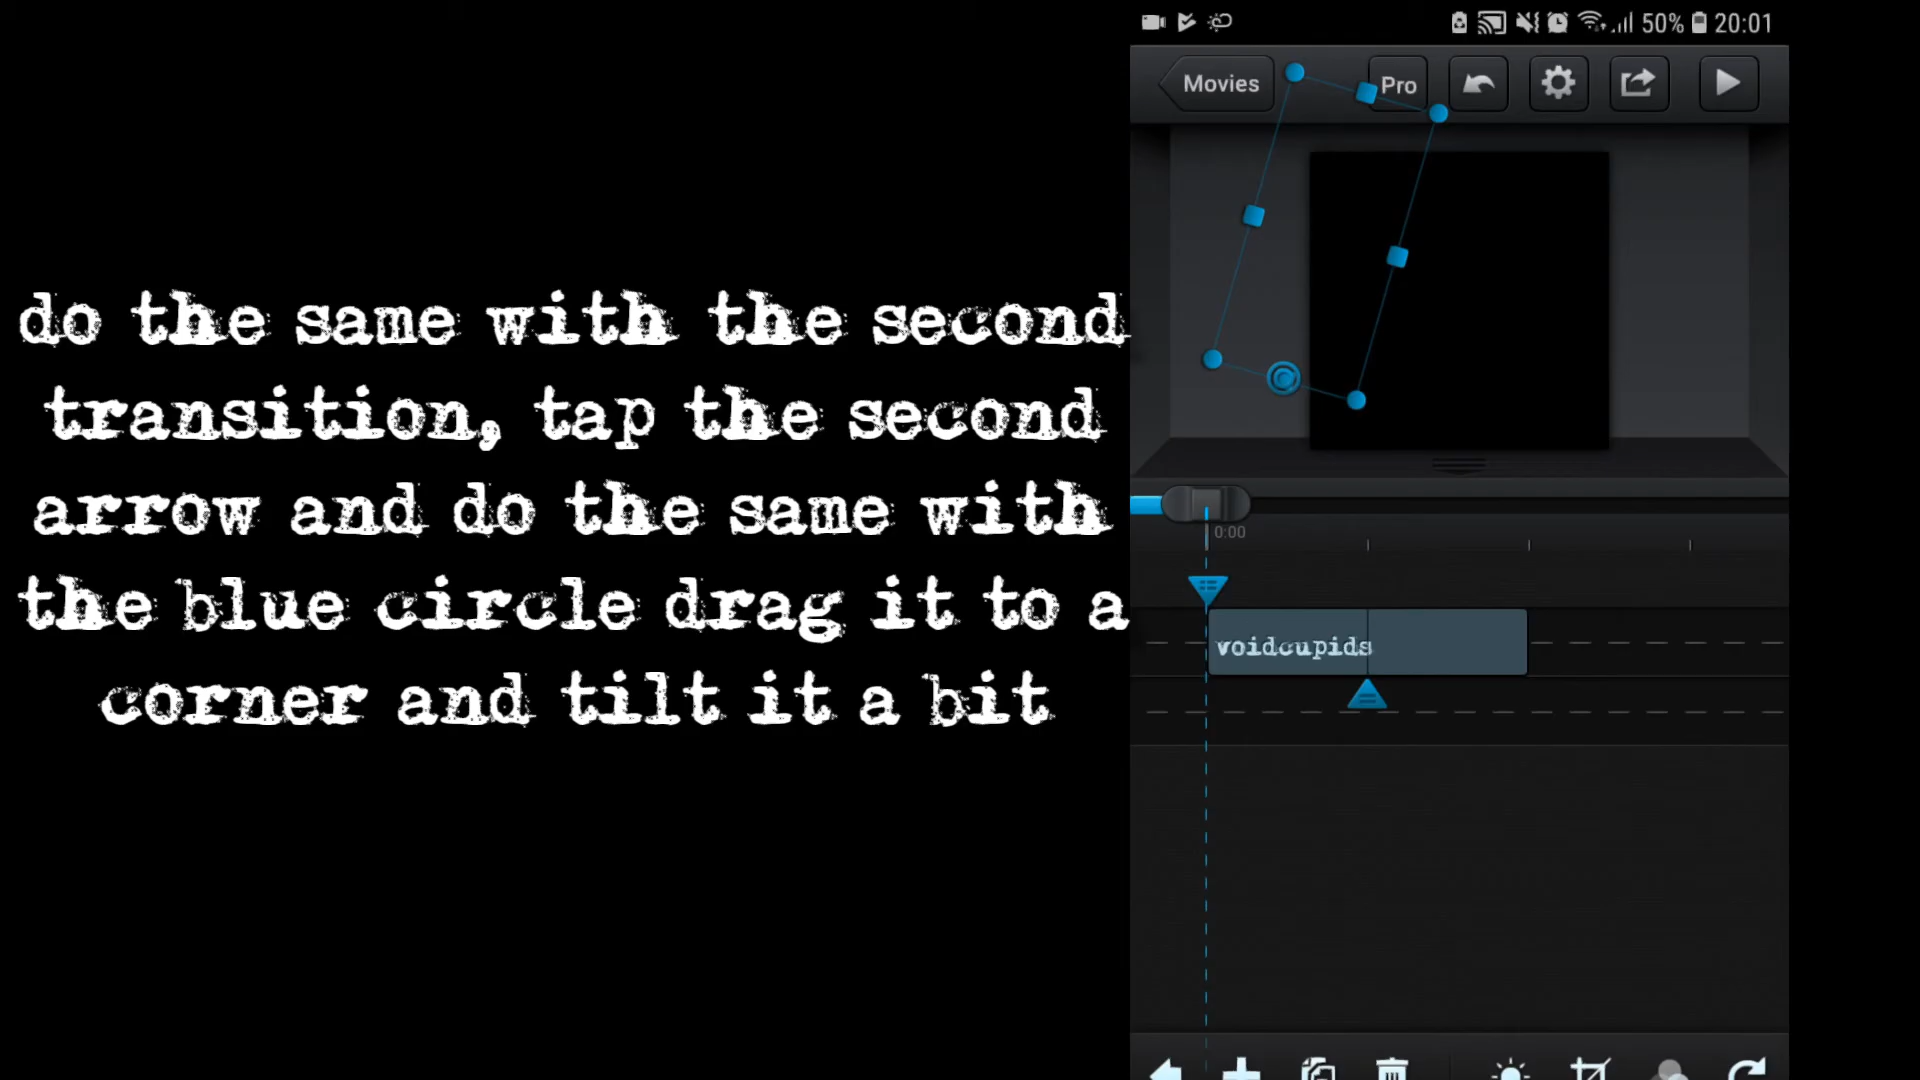 do the same with the second
transition, tap the second
arrow and do the same with
the blue circle drag it to a
corner and tilt it a bit
50% 20:01
Movies
Pro
0:00
voidcupids